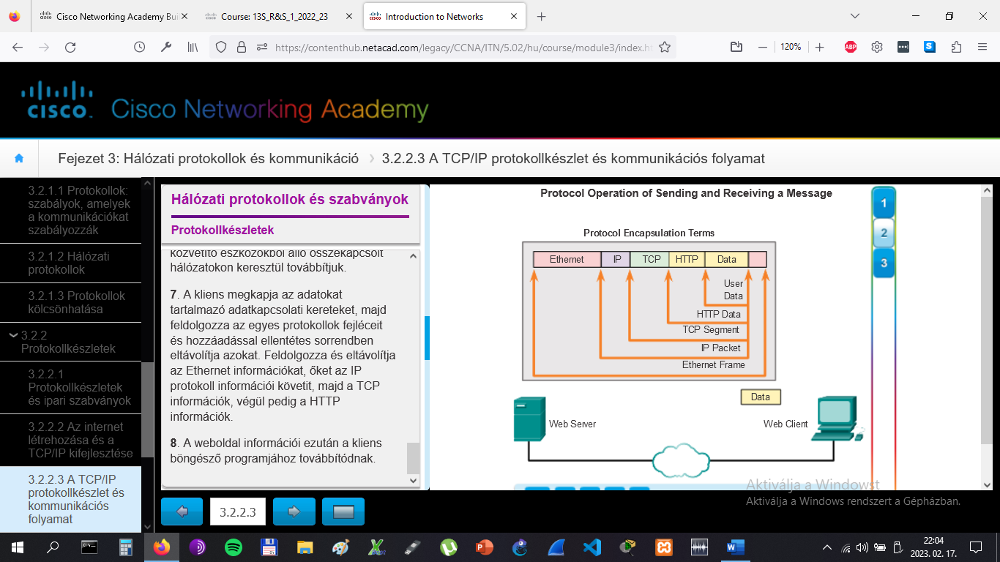 Cisco Networking Academy Bui
Course: 13S_R&S_1_2022_23
Introduction to Networks
https://contenthub.netacad.com/legacy/CCNA/ITN/5.02/hu/course/module3/index.ht
120%
ABP
CISCO
Cisco Networking Academy
Fejezet 3: Hálózati protokollok és kommunikáció
3.2.2.3 A TCP/IP protokollkészlet és kommunikációs folyamat
3.2.1.1 Protokollok:
szabályok, amelyek
a kommunikációkat
szabályozzák
3.2.1.2 Hálózati
protokollok
3.2.1.3 Protokollok
kölcsönhatása
3.2.2
Protokollkészletek
3.2.2.1
Protokollkészletek
és ipari szabványok
3.2.2.2 Az internet
létrehozása és a
TCP/IP kifejlesztése
3.2.2.3 A TCP/IP
protokollkészlet és
kommunikációs
folyamat
Hálózati protokollok és szabványok
Protokollkészletek
közvetítő eszközökből álló összekapcsolt
hálózatokon keresztül továbbítjuk.
7. A kliens megkapja az adatokat
tartalmazó adatkapcsolati kereteket, majd
feldolgozza az egyes protokollok fejléceit
és hozzáadással ellentétes sorrendben
eltávolítja azokat. Feldolgozza és eltávolítja
az Ethernet információkat, őket az IP
protokoll információi követit, majd a TCP
információk, végül pedig a HTTP
információk.
8. A weboldal információi ezután a kliens
böngésző programjához továbbítódnak.
3.2.2.3
Protocol Operation of Sending and Receiving a Message
Protocol Encapsulation Terms
Ethernet IP TCP HTTP Data
User
Data
HTTP Data
TCP Segment
IP Packet
Ethernet Frame
Data
Web Server
Web Client
1
2
3
Aktiválja a Windowst
Aktiválja a Windows rendszert a Gépházban.
22:04
2023. 02. 17.